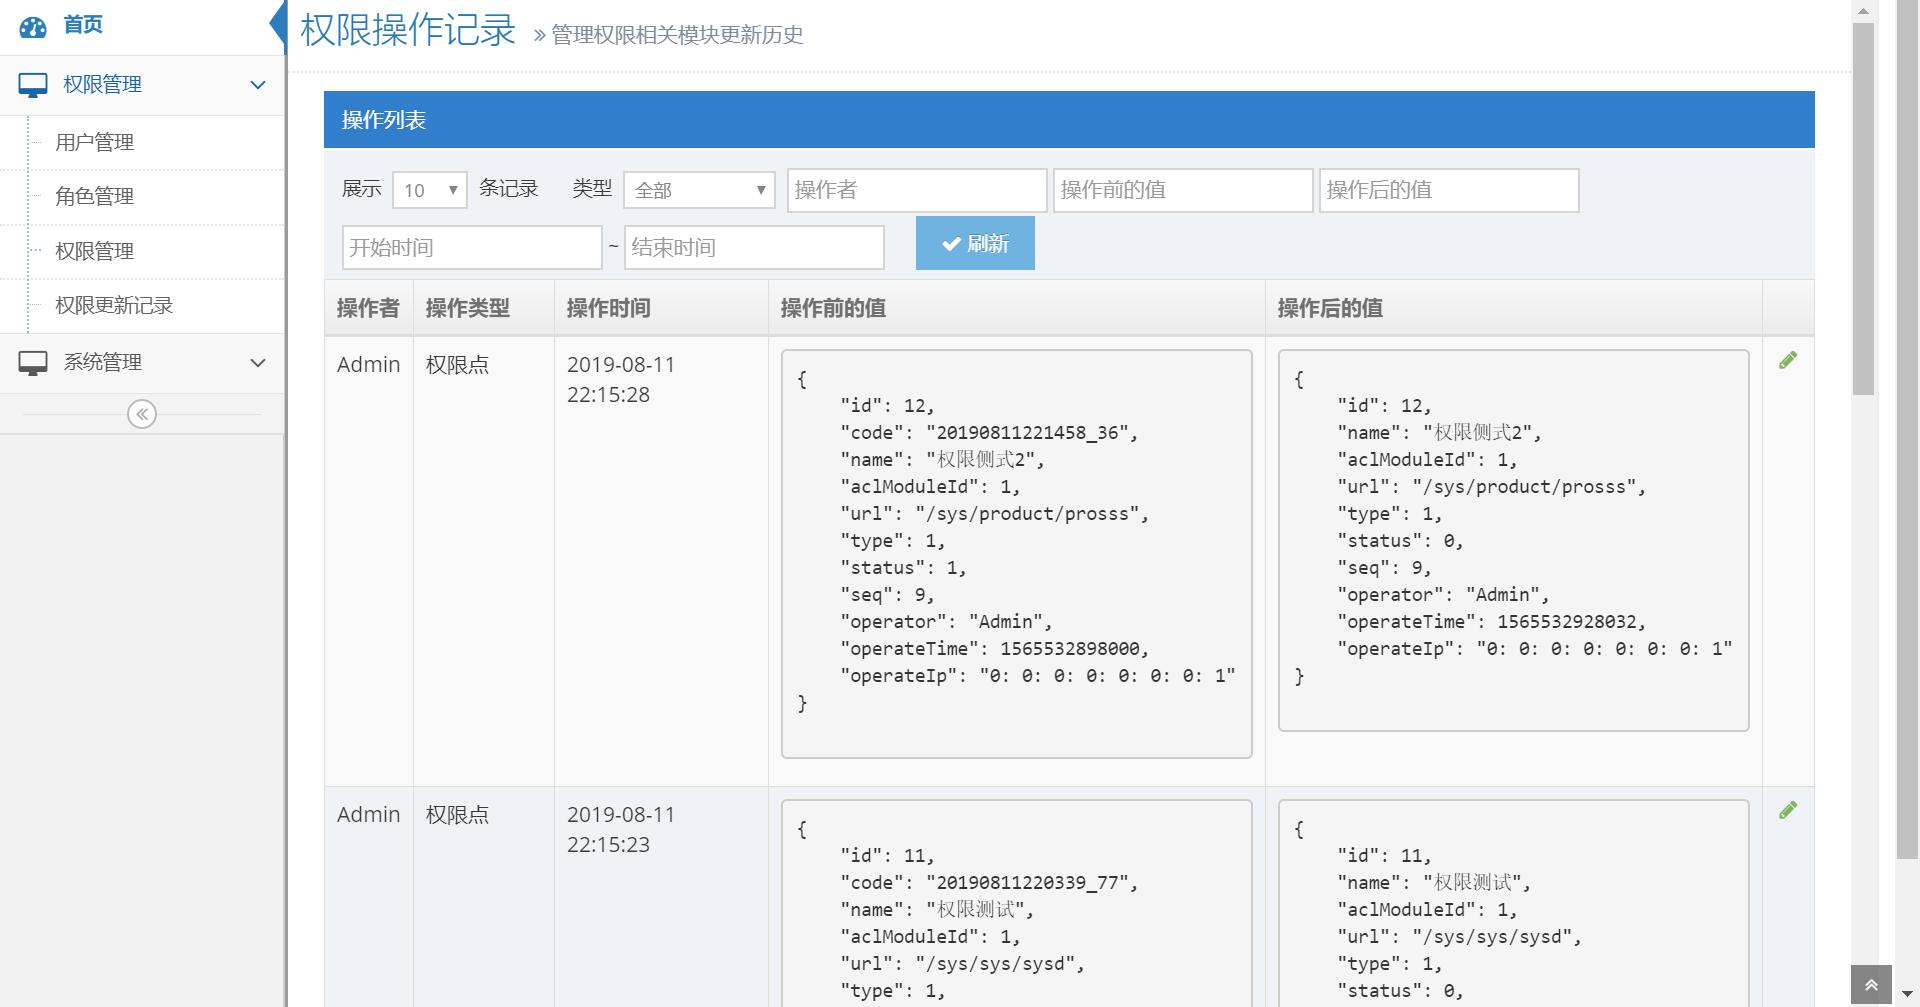 首页
权限管理
用户管理
角色管理
权限管理
权限更新记录
系统管理
权限操作记录 » 管理权限相关模块更新历史
操作列表
展示 10 条记录 类型 全部 操作者 操作前的值 操作后的值
开始时间 ~ 结束时间 刷新
操作者 操作类型 操作时间 操作前的值 操作后的值
Admin 权限点 2019-08-11 22:15:28
{
"id": 12,
"code": "20190811221458_36",
"name": "权限侧式2",
"aclModuleId": 1,
"url": "/sys/product/prosss",
"type": 1,
"status": 1,
"seq": 9,
"operator": "Admin",
"operateTime": 1565532898000,
"operateIp": "0: 0: 0: 0: 0: 0: 0: 1"
}
{
"id": 12,
"name": "权限侧式2",
"aclModuleId": 1,
"url": "/sys/product/prosss",
"type": 1,
"status": 0,
"seq": 9,
"operator": "Admin",
"operateTime": 1565532928032,
"operateIp": "0: 0: 0: 0: 0: 0: 0: 1"
}
Admin 权限点 2019-08-11 22:15:23
{
"id": 11,
"code": "20190811220339_77",
"name": "权限测试",
"aclModuleId": 1,
"url": "/sys/sys/sysd",
"type": 1,
{
"id": 11,
"name": "权限测试",
"aclModuleId": 1,
"url": "/sys/sys/sysd",
"type": 1,
"status": 0,